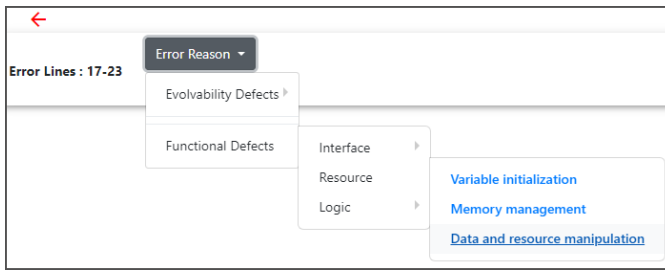 Error Reason
Error Lines : 17-23
Evolvability Defects
Functional Defects
Interface
Resource
Logic
Variable initialization
Memory management
Data and resource manipulation